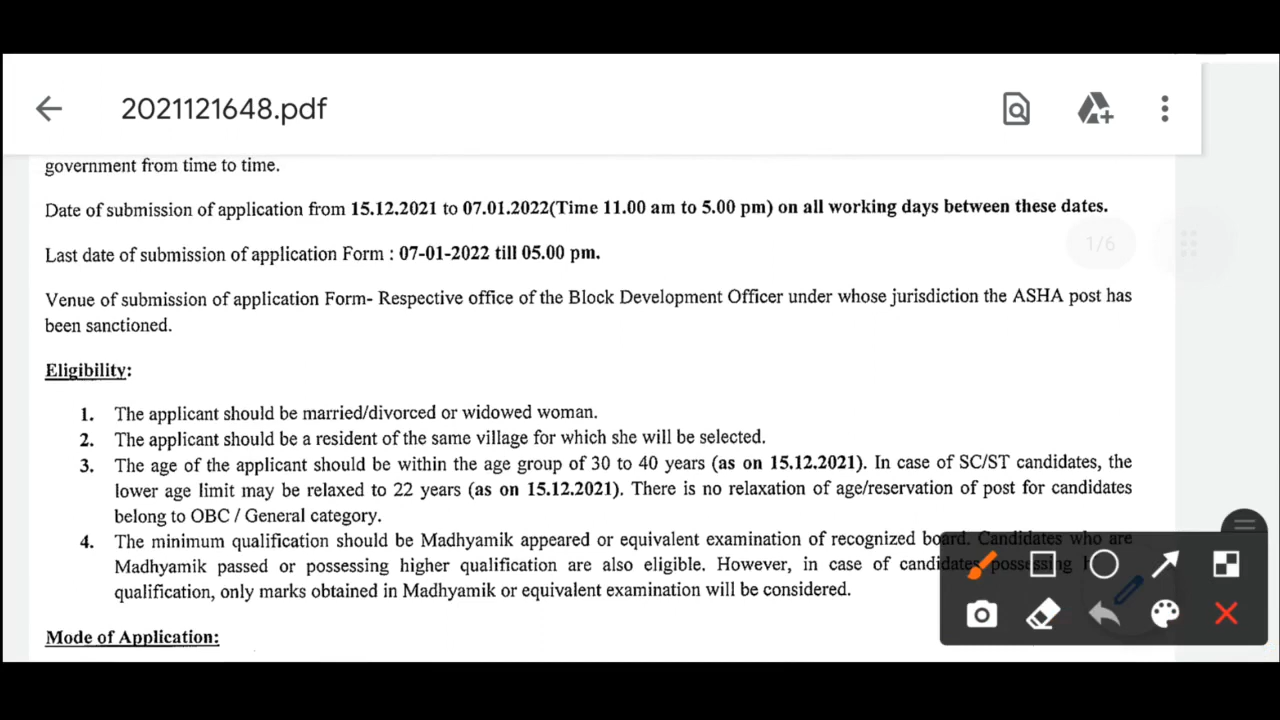 2021121648.pdf
government from time to time.
Date of submission of application from 15.12.2021 to 07.01.2022(Time 11.00 am to 5.00 pm) on all working days between these dates.
1/6
Last date of submission of application Form : 07-01-2022 till 05.00 pm.
Venue of submission of application Form- Respective office of the Block Development Officer under whose jurisdiction the ASHA post has
been sanctioned.
Eligibility:
1. The applicant should be married/divorced or widowed woman.
2. The applicant should be a resident of the same village for which she will be selected.
3. The age of the applicant should be within the age group of 30 to 40 years (as on 15.12.2021). In case of SC/ST candidates, the
lower age limit may be relaxed to 22 years (as on 15.12.2021). There is no relaxation of age/reservation of post for candidates
belong to OBC / General category.
4. The minimum qualification should be Madhyamik appeared or equivalent examination of recognized board. Candidates who are
Madhyamik passed or possessing higher qualification are also eligible. However, in case of candidates possessing
qualification, only marks obtained in Madhyamik or equivalent examination will be considered.
Mode of Application: